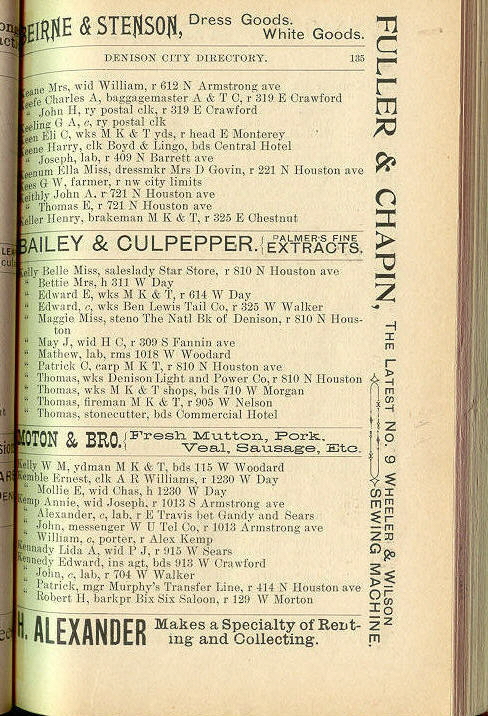 BEIRNE & STENSON, Dress Goods. White Goods.
DENISON CITY DIRECTORY. 135
Keane Mrs, wid William, r 612 N Armstrong ave
Keefe Charles A, baggagemaster A & T C, r 319 E Crawford
“ John H, ry postal clk, r 319 E Crawford
Keeling G A, c, ry postal clk
Keen Eli C, wks M K & T yds, r head E Monterey
Keene Harry, clk Boyd & Lingo, bds Central Hotel
“ Joseph, lab, r 409 N Barrett ave
Keenum Ella Miss, dressmkr Mrs D Govin, r 221 N Houston ave
Kees G W, farmer, r nw city limits
Keithly John A, r 721 N Houston ave
“ Thomas E, r 721 N Houston ave
Keller Henry, brakeman M K & T, r 325 E Chestnut
BAILEY & CULPEPPER. { PALMER'S FINE EXTRACTS.
Kelly Belle Miss, saleslady Star Store, r 810 N Houston ave
“ Bettie Mrs, h 311 W Day
“ Edward E, wks M K & T, r 614 W Day
“ Edward, c, wks Ben Lewis Tail Co, r 325 W Walker
“ Maggie Miss, steno The Natl Bk of Denison, r 810 N Hous-
ton
“ May J, wid H C, r 309 S Fannin ave
“ Mathew, lab, rms 1018 W Woodard
“ Patrick C, carp M K T, r 810 N Houston ave
“ Thomas, wks Denison Light and Power Co, r 810 N Houston
“ Thomas, wks M K & T shops, bds 710 W Morgan
“ Thomas, fireman M K & T, r 905 W Nelson
“ Thomas, stonecutter, bds Commercial Hotel
MOTON & BRO. { Fresh Mutton, Pork, Veal, Sausage, Etc.
Kelly W M, ydman M K & T, bds 115 W Woodard
Kemble Ernest, clk A R Williams, r 1230 W Day
“ Mollie E, wid Chas, h 1230 W Day
Kemp Annie, wid Joseph, r 1013 S Armstrong ave
“ Alexander, c, lab, r E Travis bet Gandy and Sears
“ John, messenger W U Tel Co, r 1013 Armstrong ave
“ William, c, porter, r Alex Kemp
Kennady Lida A, wid P J, r 915 W Sears
Kennedy Edward, ins agt, bds 913 W Crawford
“ John, c, lab, r 704 W Walker
“ Patrick, mgr Murphy's Transfer Line, r 414 N Houston ave
“ Robert H, barkpr Bix Six Saloon, r 129 W Morton
H. ALEXANDER Makes a Specialty of Rent-
ing and Collecting.
FULLER & CHAPIN, The Latest No. 9 Wheeler & Wilson SEWING MACHINE.